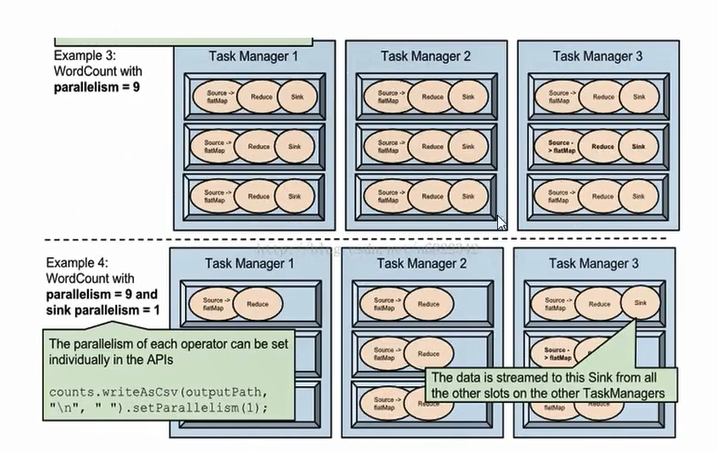 Example 3:
WordCount with
parallelism = 9
Task Manager 1
Task Manager 2
Task Manager 3
Source ->
flatMap
Reduce
Sink
Source ->
flatMap
Reduce
Sink
Source ->
flatMap
Reduce
Sink
Source ->
flatMap
Reduce
Sink
Source ->
flatMap
Reduce
Sink
Source -
> flatMap
Reduce
Sink
Source ->
flatMap
Reduce
Sink
Source ->
flatMap
Reduce
Sink
Source ->
flatMap
Reduce
Sink
Example 4:
WordCount with
parallelism = 9 and
sink parallelism = 1
Task Manager 1
Task Manager 2
Task Manager 3
Source ->
flatMap
Reduce
Source ->
flatMap
Reduce
Source ->
flatMap
Reduce
Sink
The parallelism of each operator can be set
individually in the APIs
counts.writeAsCsv(outputPath,
"\n", " ").setParallelism(1);
Source ->
flatMap
Reduce
Source -
> flatMap
The data is streamed to this Sink from all
the other slots on the other TaskManagers
Source ->
flatMap
Reduce